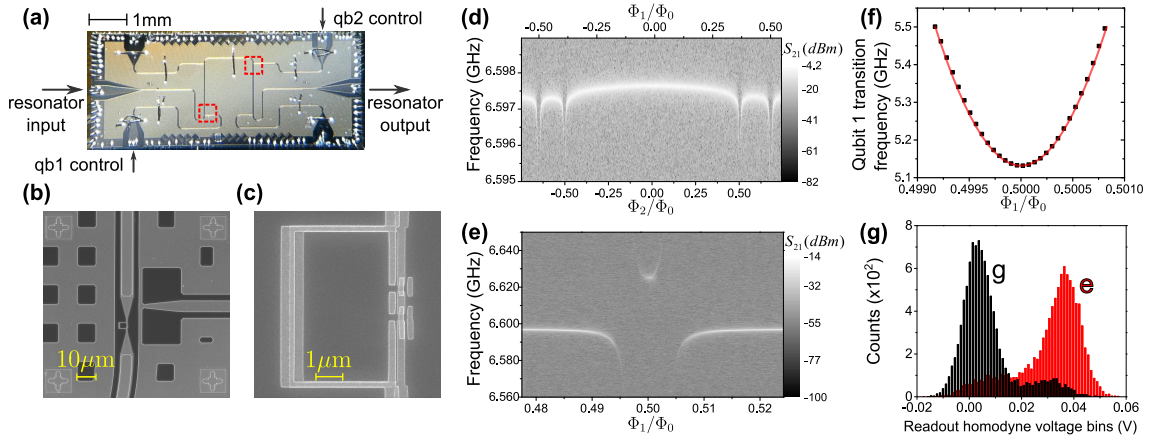 (a)
1mm
qb2 control
resonator
input
resonator
output
qb1 control
(b)
10μm
(c)
1μm
(d)
Φ₁/Φ₀
-0.50 -0.25 0.00 0.25 0.50
S₂₁(dBm)
Frequency (GHz)
6.598
6.597
6.596
6.595
-4.2
-20
-41
-61
-82
-0.50 -0.25 0.00 0.25 0.50
Φ₂/Φ₀
(e)
S₂₁(dBm)
Frequency (GHz)
6.640
6.620
6.600
6.580
6.560
-14
-33
-55
-77
-100
0.48 0.49 0.50 0.51 0.52
Φ₁/Φ₀
(f)
Qubit 1 transition
frequency (GHz)
5.5
5.4
5.3
5.2
5.1
0.4990 0.4995 0.5000 0.5005 0.5010
Φ₁/Φ₀
(g)
g
e
Counts (x10²)
8
6
4
2
0
-0.02 0.00 0.02 0.04 0.06
Readout homodyne voltage bins (V)